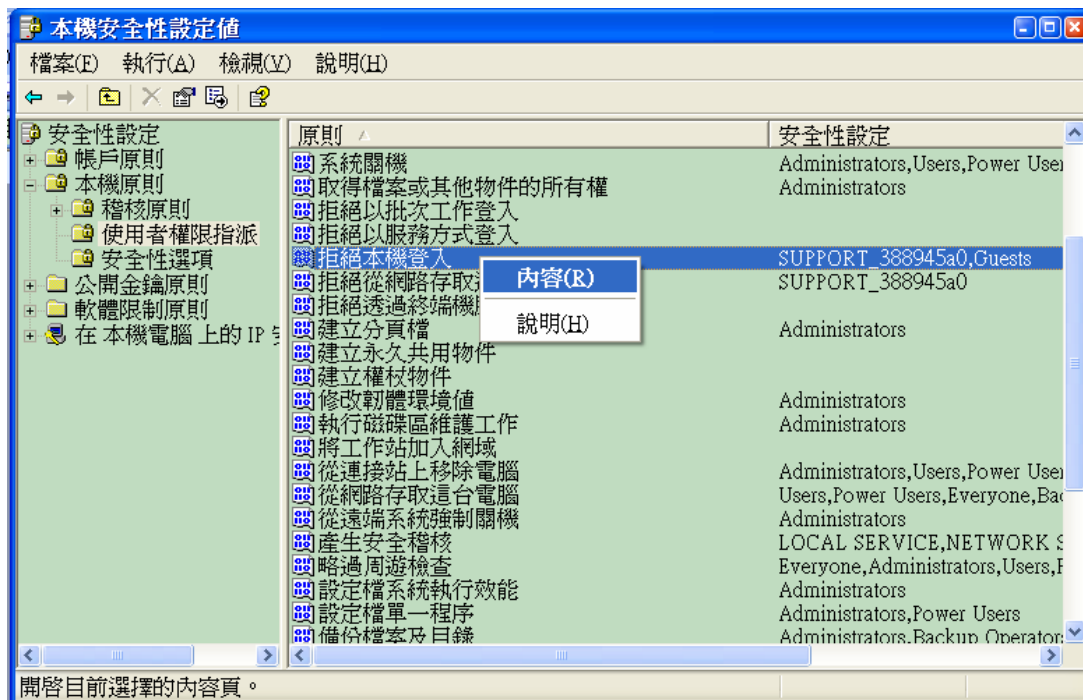 本機安全性設定值
檔案(F) 執行(A) 檢視(V) 說明(H)
安全性設定
帳戶原則
本機原則
稽核原則
使用者權限指派
安全性選項
公開金鑰原則
軟體限制原則
在 本機電腦 上的 IP
原則 安全性設定
系統關機 Administrators,Users,Power User
取得檔案或其他物件的所有權 Administrators
拒絕以批次工作登入
拒絕以服務方式登入
拒絕本機登入 SUPPORT_388945a0,Guests
拒絕從網路存取 SUPPORT_388945a0
拒絕透過終端機
建立分頁檔 Administrators
建立永久共用物件
建立權杖物件
修改韌體環境值 Administrators
執行磁碟區維護工作 Administrators
將工作站加入網域
從連接站上移除電腦 Administrators,Users,Power User
從網路存取這台電腦 Users,Power Users,Everyone,Bac
從遠端系統強制關機 Administrators
產生安全稽核 LOCAL SERVICE,NETWORK S
略過周遊檢查 Everyone,Administrators,Users,P
設定檔系統執行效能 Administrators
設定檔單一程序 Administrators,Power Users
備份檔案及目錄 Administrators,Backup Operators
內容(R)
說明(H)
開啓目前選擇的內容頁。